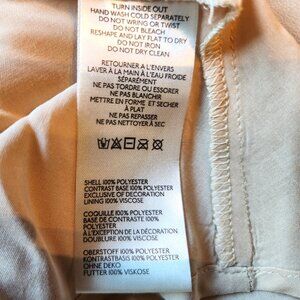 TURN INSIDE OUT
HAND WASH COLD SEPARATELY
DO NOT WRING OR TWIST
DO NOT BLEACH
RESHAPE AND LAY FLAT TO DRY
DO NOT IRON
DO NOT DRY CLEAN
RETOURNER À L'ENVERS
LAVER À LA MAIN À L'EAU FROIDE
SÉPARÉMENT
NE PAS TORDRE OU ESSORER
NE PAS BLANCHIR
METTRE EN FORME ET SECHER
À PLAT
NE PAS REPASSER
NE PAS NETTOYER À SEC
SHELL 100% POLYESTER
CONTRAST BASE 100% POLYESTER
EXCLUSIVE OF DECORATION
LINING 100% VISCOSE
COQUILLE 100% POLYESTER
BASE DE CONTRASTE 100%
POLYESTER
À L'EXCEPTION DE LA DÉCORATION
DOUBLURE 100% VISCOSE
OBERSTOFF 100% POLYESTER
KONTRASTBASIS 100% POLYESTER
OHNE DEKO
FUTTER 100% VISKOSE